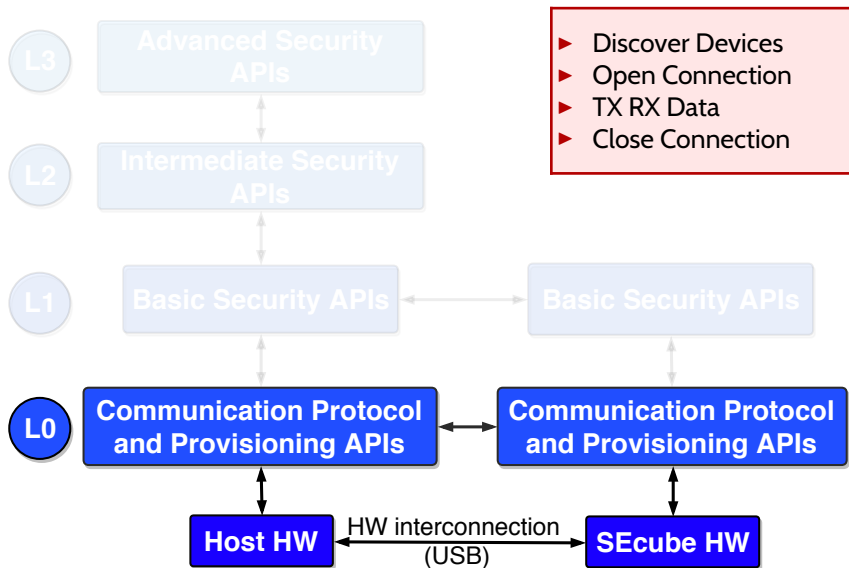 L3
Advanced Security
APIs
► Discover Devices
► Open Connection
► TX RX Data
► Close Connection
L2
Intermediate Security
APIs
L1
Basic Security APIs
Basic Security APIs
L0
Communication Protocol
and Provisioning APIs
Communication Protocol
and Provisioning APIs
Host HW
HW interconnection
(USB)
SEcube HW